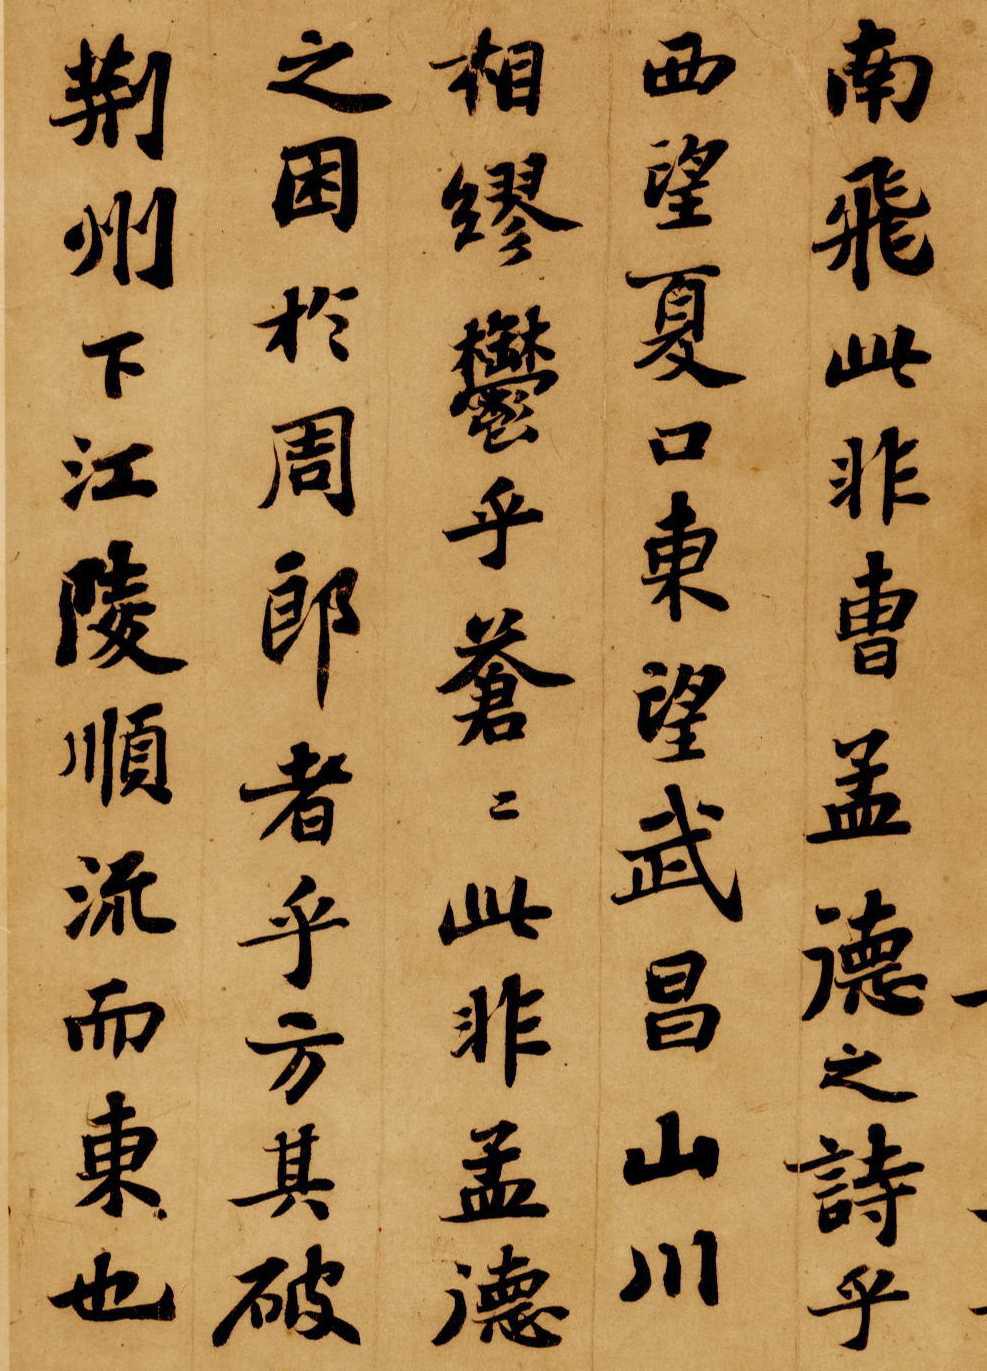 南飛此非曹孟德之詩乎
西望夏口東望武昌山川
相繆鬱乎蒼〻此非孟德
之困於周郎者乎方其破
荆州下江陵順流而東也